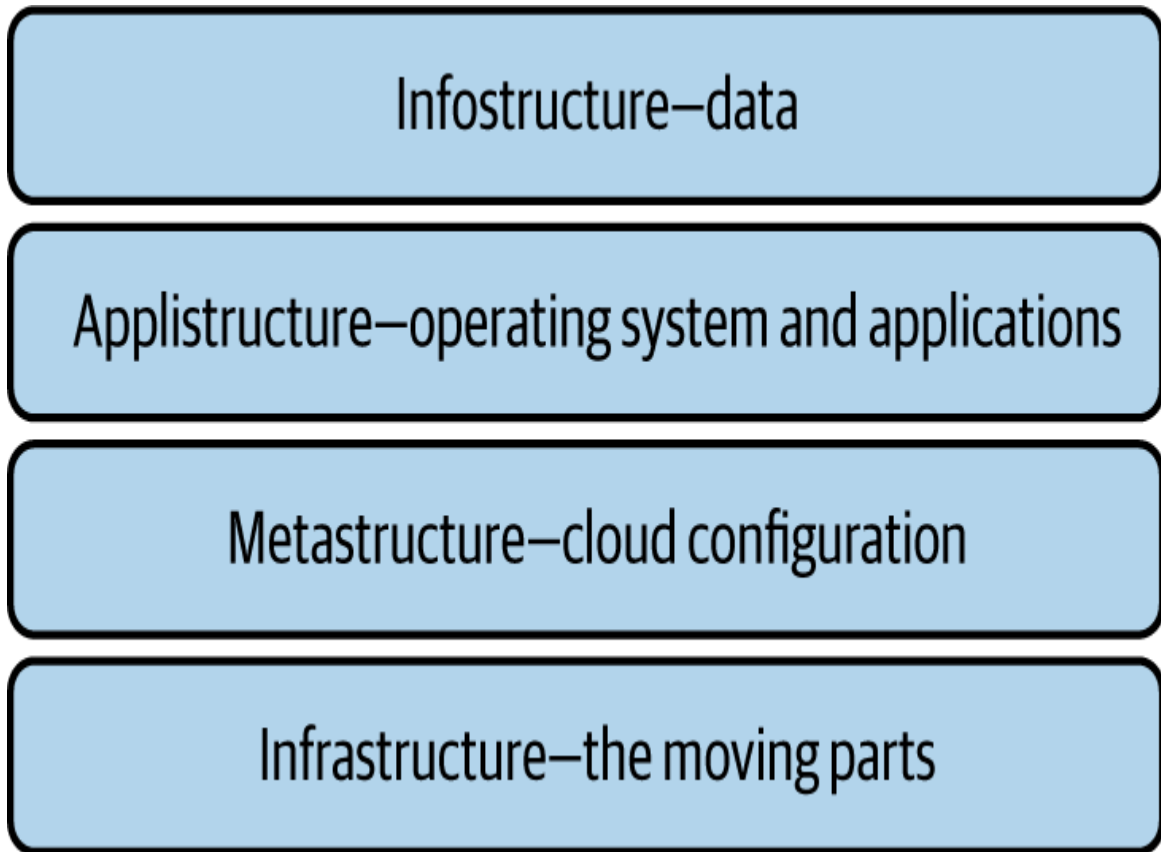 Infostructure—data
Applistructure—operating system and applications
Metastructure—cloud configuration
Infrastructure—the moving parts